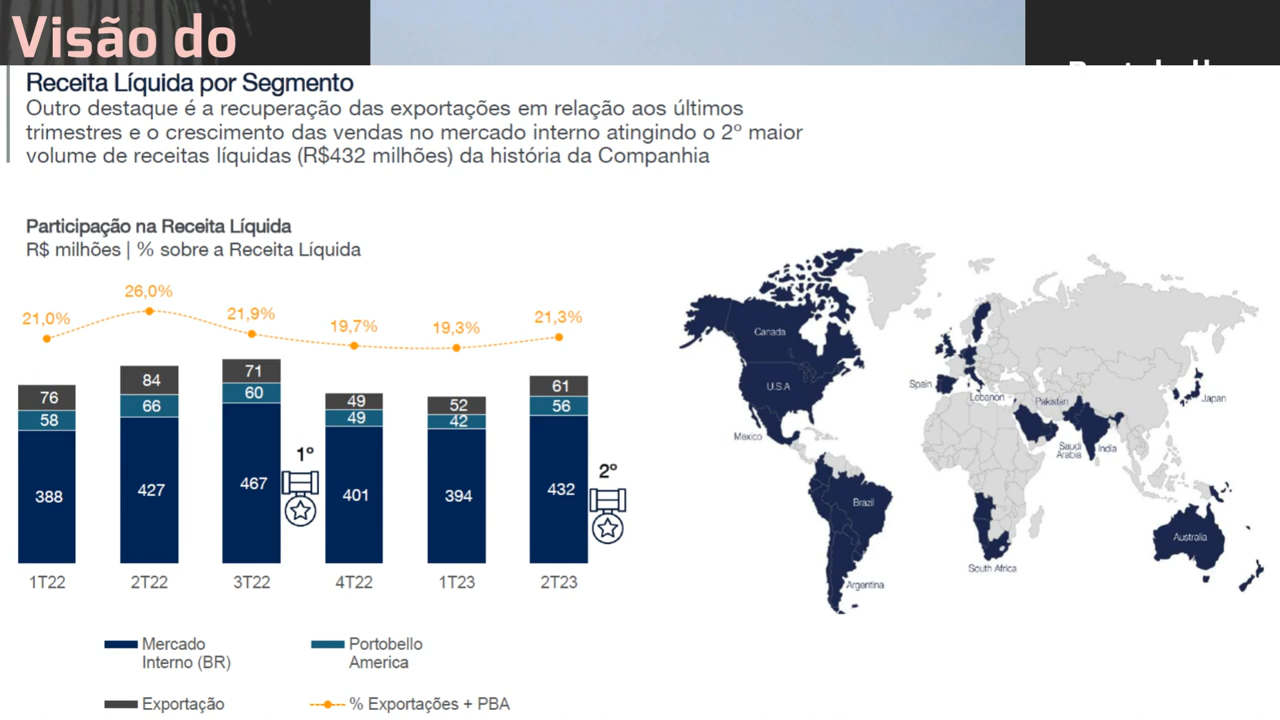 Visão do
Receita Líquida por Segmento
Outro destaque é a recuperação das exportações em relação aos últimos
trimestres e o crescimento das vendas no mercado interno atingindo o 2º maior
volume de receitas líquidas (R$432 milhões) da história da Companhia
Participação na Receita Líquida
R$ milhões | % sobre a Receita Líquida
21,0%
26,0%
21,9%
19,7%
19,3%
21,3%
76
84
71
49
52
61
58
66
60
49
42
56
388
427
467
401
394
432
1º
2º
1T22
2T22
3T22
4T22
1T23
2T23
Mercado
Interno (BR)
Portobello
America
Exportação
% Exportações + PBA
Canada
U.S.A
Mexico
Brazil
Argentina
Spain
Lebanon
Pakistan
Saudi
Arabia
India
Japan
South Africa
Australia